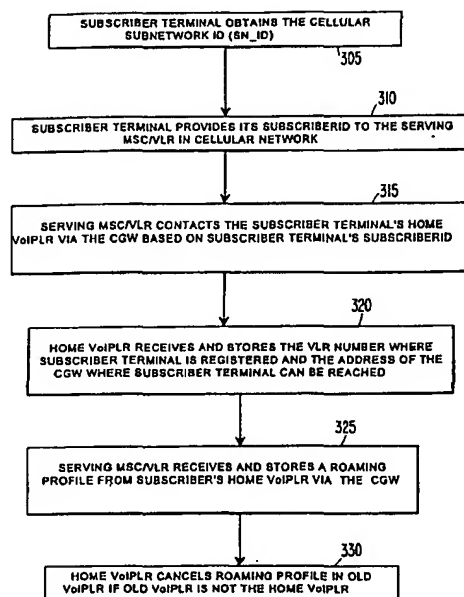 SUBSCRIBER TERMINAL OBTAINS THE CELLULAR
SUBNETWORK ID (SN_ID)
305
310
SUBSCRIBER TERMINAL PROVIDES ITS SUBSCRIBERID TO THE SERVING
MSC/VLR IN CELLULAR NETWORK
315
SERVING MSC/VLR CONTACTS THE SUBSCRIBER TERMINAL'S HOME
VoIPLR VIA THE CGW BASED ON SUBSCRIBER TERMINAL'S SUBSCRIBERID
320
HOME VoIPLR RECEIVES AND STORES THE VLR NUMBER WHERE
SUBSCRIBER TERMINAL IS REGISTERED AND THE ADDRESS OF THE
CGW WHERE SUBSCRIBER TERMINAL CAN BE REACHED
325
SERVING MSC/VLR RECEIVES AND STORES A ROAMING
PROFILE FROM SUBSCRIBER'S HOME VoIPLR VIA THE CGW
330
HOME VoIPLR CANCELS ROAMING PROFILE IN OLD
VoIPLR IF OLD VoIPLR IS NOT THE HOME VoIPLR